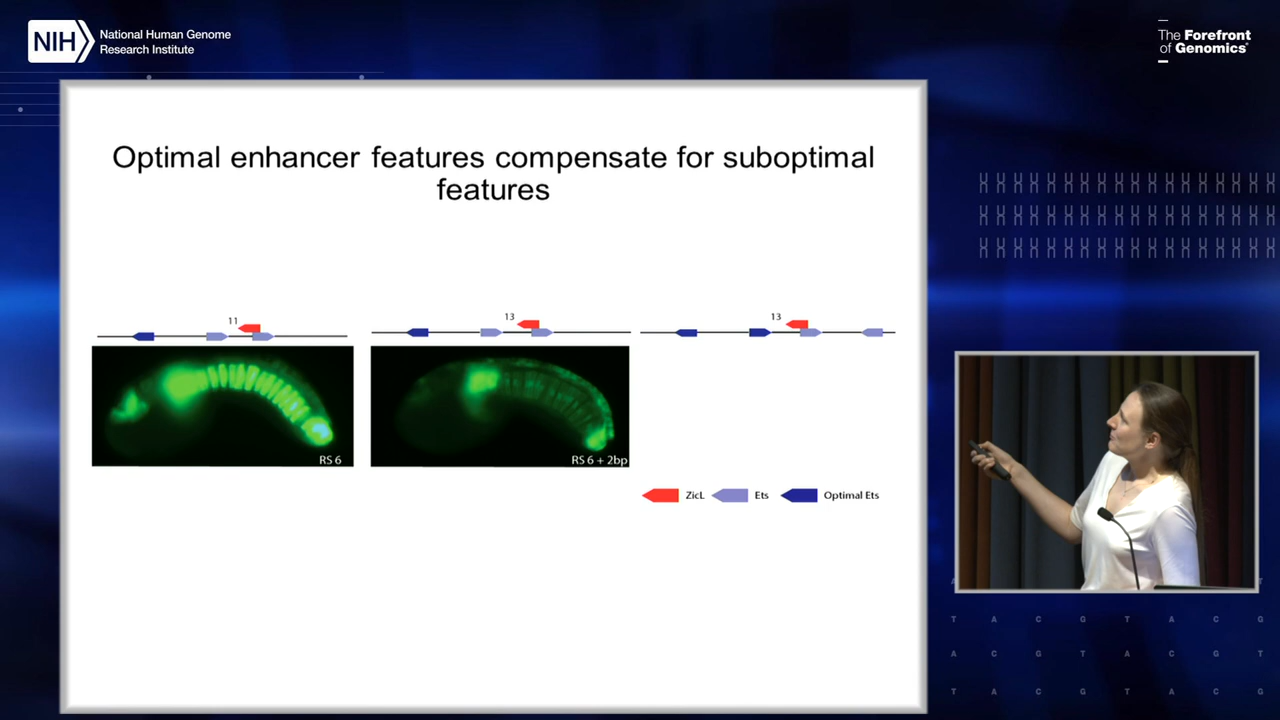 NIH
National Human Genome
Research Institute
The Forefront
of Genomics®
Optimal enhancer features compensate for suboptimal
features
11
13
13
RS 6
RS 6 + 2bp
ZicL
Ets
Optimal Ets
T A C G T A C G
A C G T A C G T
T A C G T A C G